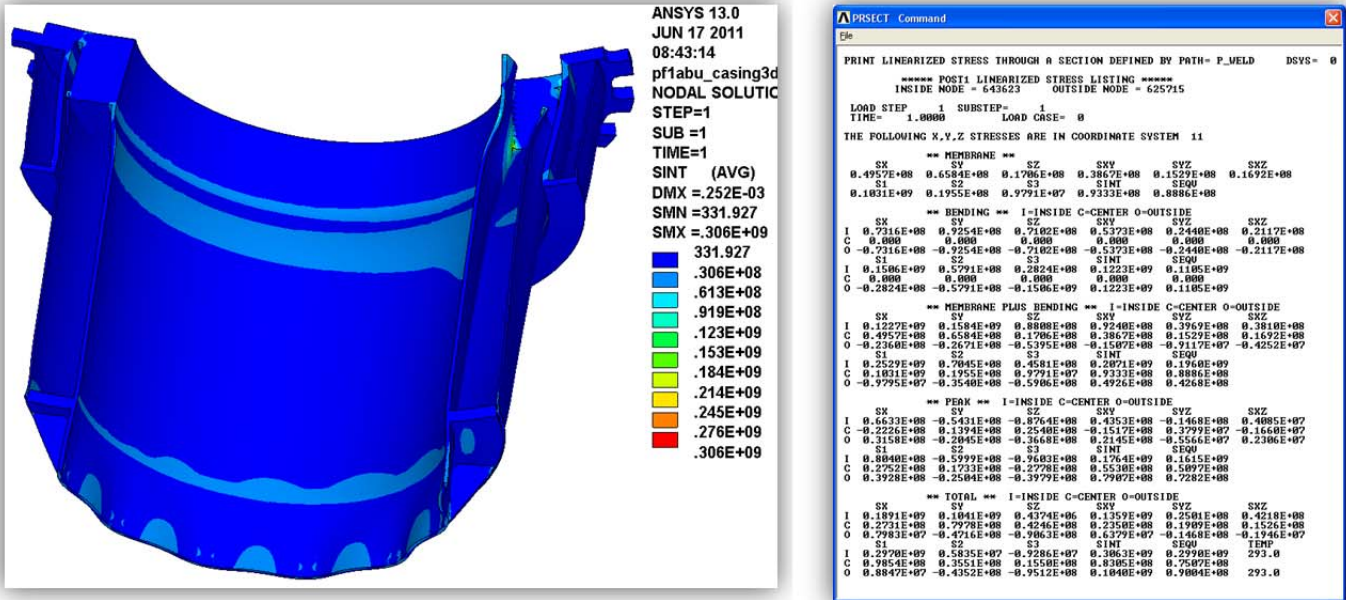 ANSYS 13.0
JUN 17 2011
08:43:14
pf1abu_casing3d
NODAL SOLUTIO
STEP=1
SUB =1
TIME=1
SINT (AVG)
DMX =.252E-03
SMN =331.927
SMX =.306E+09
331.927
.306E+08
.613E+08
.919E+08
.123E+09
.153E+09
.184E+09
.214E+09
.245E+09
.276E+09
.306E+09
PRSECT Command
File
PRINT LINEARIZED STRESS THROUGH A SECTION DEFINED BY PATH= P_WELD DSYS= 0
***** POST1 LINEARIZED STRESS LISTING *****
INSIDE NODE = 643623 OUTSIDE NODE = 625715
LOAD STEP 1 SUBSTEP= 1
TIME= 1.0000 LOAD CASE= 0
THE FOLLOWING X,Y,Z STRESSES ARE IN COORDINATE SYSTEM 11
** MEMBRANE **
SX SY SZ SXY SYZ SXZ
0.4957E+08 0.6584E+08 0.1706E+08 0.3867E+08 0.1529E+08 0.1692E+08
S1 S2 S3 SINT SEQV
0.1031E+09 0.1955E+08 0.9791E+07 0.9333E+08 0.8886E+08
** BENDING ** I=INSIDE C=CENTER O=OUTSIDE
SX SY SZ SXY SYZ SXZ
I 0.7316E+08 0.9254E+08 0.7102E+08 0.5373E+08 0.2440E+08 0.2117E+08
C 0.000 0.000 0.000 0.000 0.000 0.000
O -0.7316E+08 -0.9254E+08 -0.7102E+08 -0.5373E+08 -0.2440E+08 -0.2117E+08
S1 S2 S3 SINT SEQV
I 0.1506E+09 0.5791E+08 0.2824E+08 0.1223E+09 0.1105E+09
C 0.000 0.000 0.000 0.000 0.000
O -0.2824E+08 -0.5791E+08 -0.1506E+09 0.1223E+09 0.1105E+09
** MEMBRANE PLUS BENDING ** I=INSIDE C=CENTER O=OUTSIDE
SX SY SZ SXY SYZ SXZ
I 0.1227E+09 0.1584E+09 0.8808E+08 0.9240E+08 0.3969E+08 0.3810E+08
C 0.4957E+08 0.6584E+08 0.1706E+08 0.3867E+08 0.1529E+08 0.1692E+08
O -0.2360E+08 -0.2671E+08 -0.5395E+08 -0.1507E+08 -0.9117E+07 -0.4252E+07
S1 S2 S3 SINT SEQV
I 0.2529E+09 0.7045E+08 0.4581E+08 0.2071E+09 0.1960E+09
C 0.1031E+09 0.1955E+08 0.9791E+07 0.9333E+08 0.8886E+08
O -0.9795E+07 -0.3540E+08 -0.5906E+08 0.4926E+08 0.4268E+08
** PEAK ** I=INSIDE C=CENTER O=OUTSIDE
SX SY SZ SXY SYZ SXZ
I 0.6633E+08 -0.5431E+08 -0.8764E+08 0.4353E+08 -0.1468E+08 0.4085E+07
C -0.2226E+08 0.1394E+08 0.2540E+08 -0.1517E+08 0.3799E+07 -0.1660E+07
O 0.3158E+08 -0.2045E+08 -0.3668E+08 0.2145E+08 -0.5566E+07 0.2306E+07
S1 S2 S3 SINT SEQV
I 0.8040E+08 -0.5999E+08 -0.9603E+08 0.1764E+09 0.1615E+09
C 0.2752E+08 0.1733E+08 -0.2778E+08 0.5530E+08 0.5097E+08
O 0.3928E+08 -0.2504E+08 -0.3979E+08 0.7907E+08 0.7282E+08
** TOTAL ** I=INSIDE C=CENTER O=OUTSIDE
SX SY SZ SXY SYZ SXZ
I 0.1891E+09 0.1041E+09 0.4374E+06 0.1359E+09 0.2501E+08 0.4218E+08
C 0.2731E+08 0.7978E+08 0.4246E+08 0.2350E+08 0.1909E+08 0.1526E+08
O 0.7983E+07 -0.4716E+08 -0.9063E+08 0.6379E+07 -0.1468E+08 -0.1946E+07
S1 S2 S3 SINT SEQV TEMP
I 0.2970E+09 0.5835E+07 -0.9286E+07 0.3063E+09 0.2990E+09 293.0
C 0.9854E+08 0.3551E+08 0.1550E+08 0.8305E+08 0.7507E+08
O 0.8847E+07 -0.4352E+08 -0.9512E+08 0.1040E+09 0.9004E+08 293.0